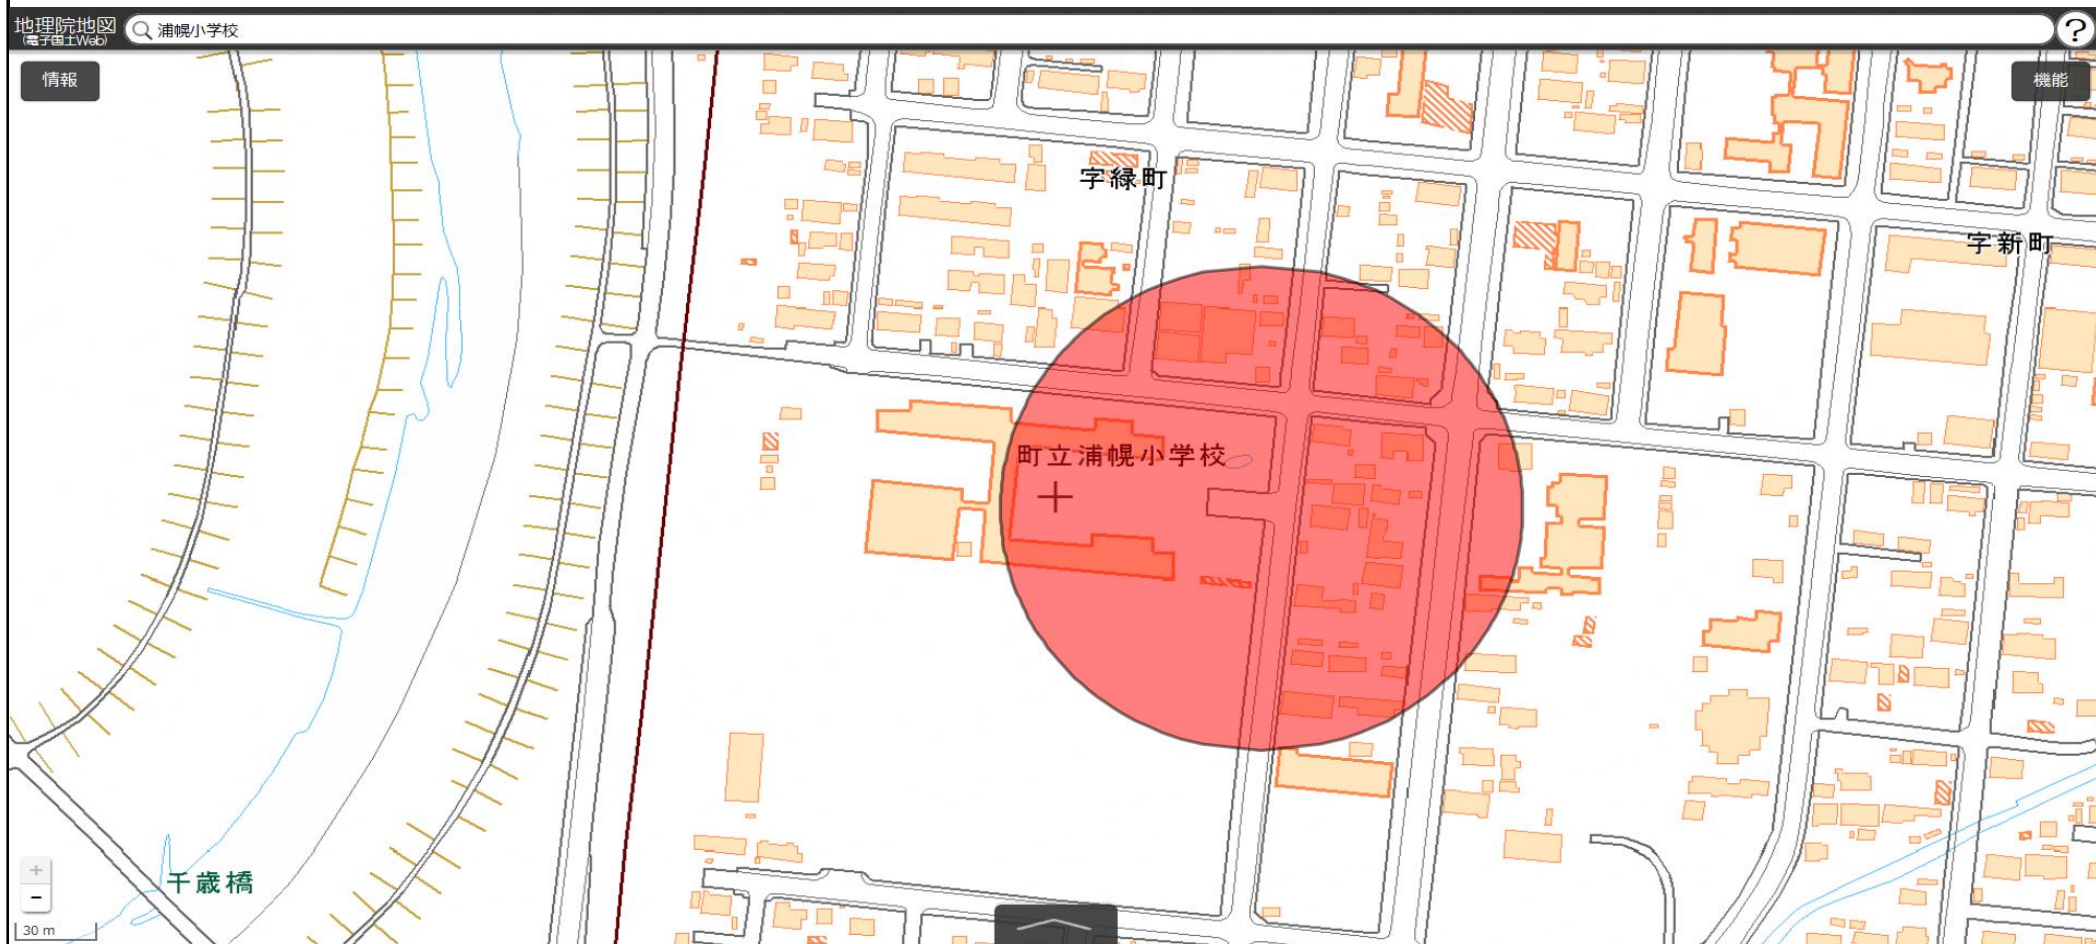 地理院地図
(電子国土Web)
浦幌小学校
?
情報
機能
字緑町
字新町
町立浦幌小学校
千歳橋
+
-
30 m